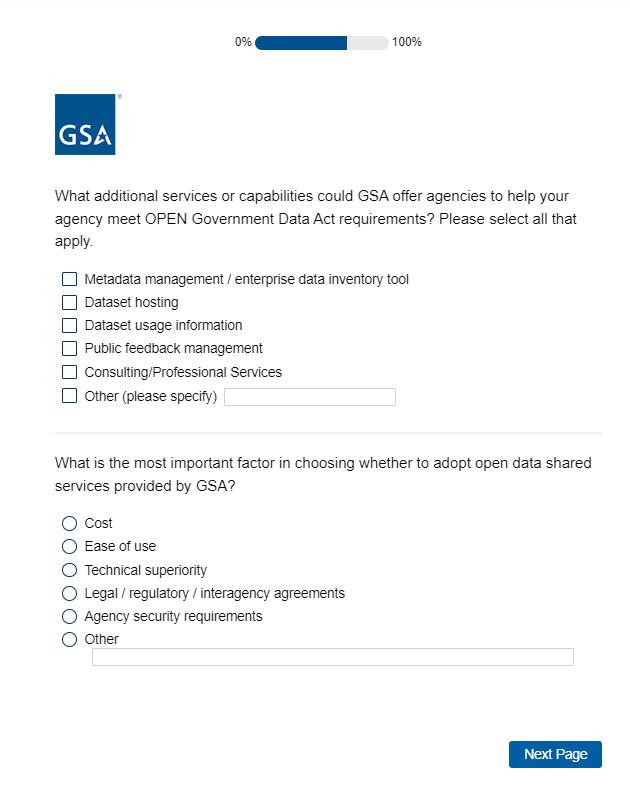 0% 100%
GSA
What additional services or capabilities could GSA offer agencies to help your
agency meet OPEN Government Data Act requirements? Please select all that
apply.
Metadata management / enterprise data inventory tool
Dataset hosting
Dataset usage information
Public feedback management
Consulting/Professional Services
Other (please specify)
What is the most important factor in choosing whether to adopt open data shared
services provided by GSA?
Cost
Ease of use
Technical superiority
Legal / regulatory / interagency agreements
Agency security requirements
Other
Next Page